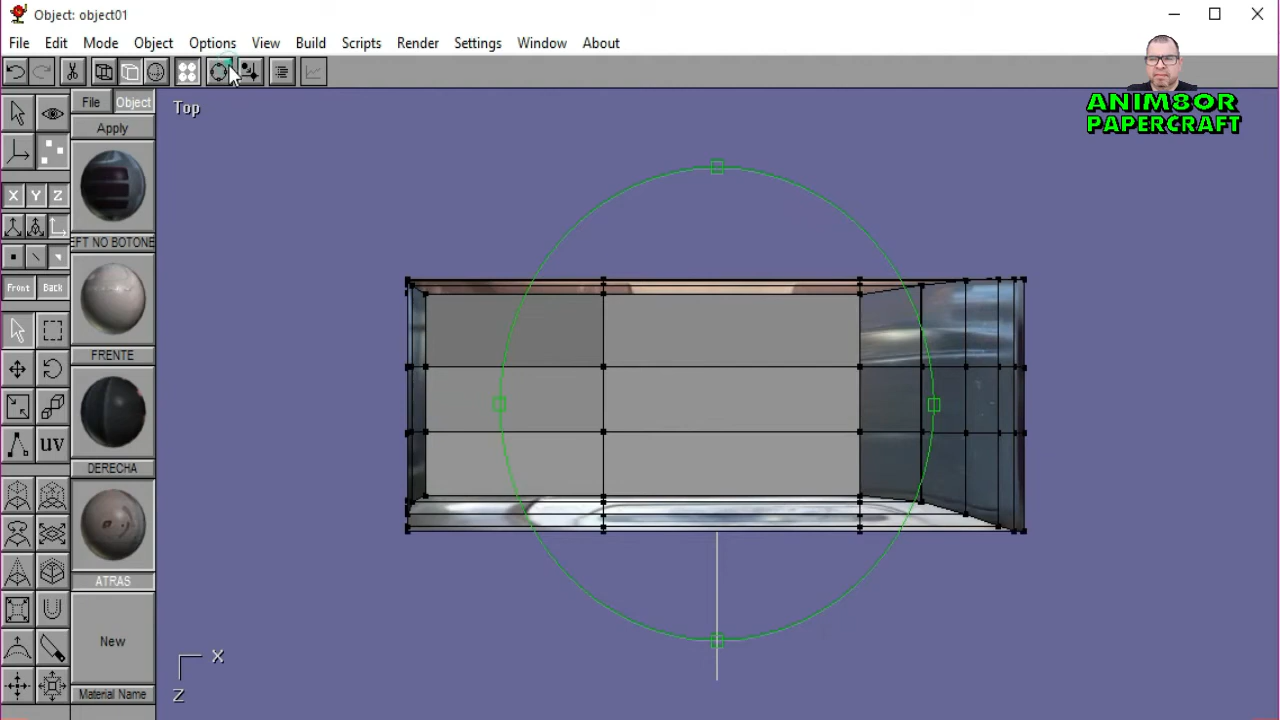 Object: object01
File Edit Mode Object Options View Build Scripts Render Settings Window About
ANIM8OR
PAPERCRAFT
File Object
Top
Apply
X Y Z
EFT NO BOTONE
Front Back
FRENTE
uv
DERECHA
ATRAS
New
X
Z
Material Name